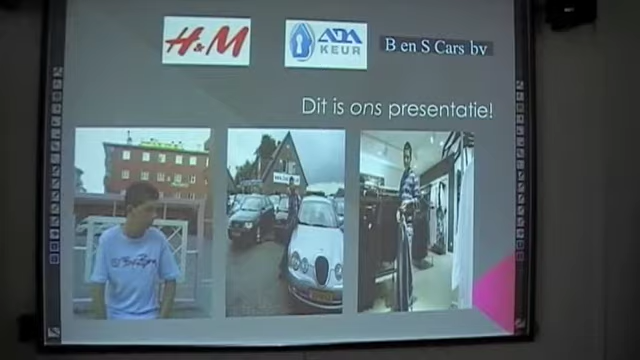 H&M
ADA
KEUR
B en S Cars bv
Dit is ons presentatie!